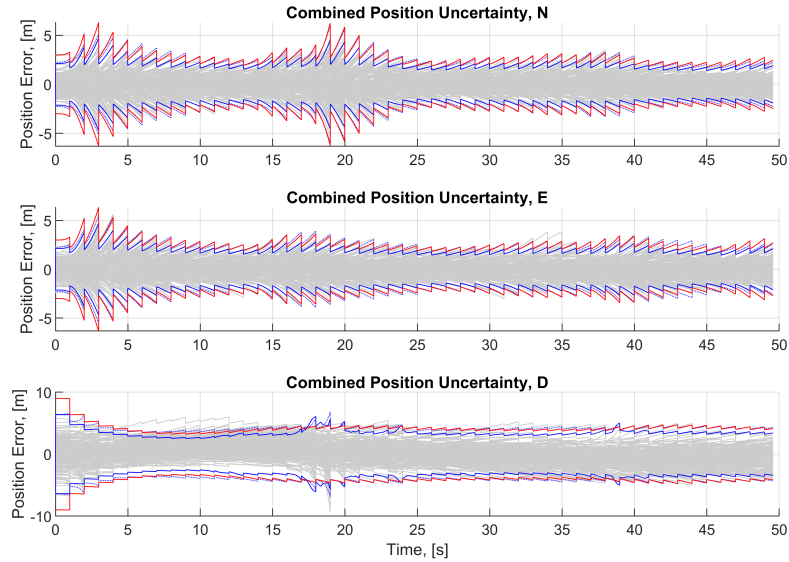 Combined Position Uncertainty, N
Position Error, [m]
5
0
-5
0 5 10 15 20 25 30 35 40 45 50
Combined Position Uncertainty, E
Position Error, [m]
5
0
-5
0 5 10 15 20 25 30 35 40 45 50
Combined Position Uncertainty, D
Position Error, [m]
10
0
-10
0 5 10 15 20 25 30 35 40 45 50
Time, [s]